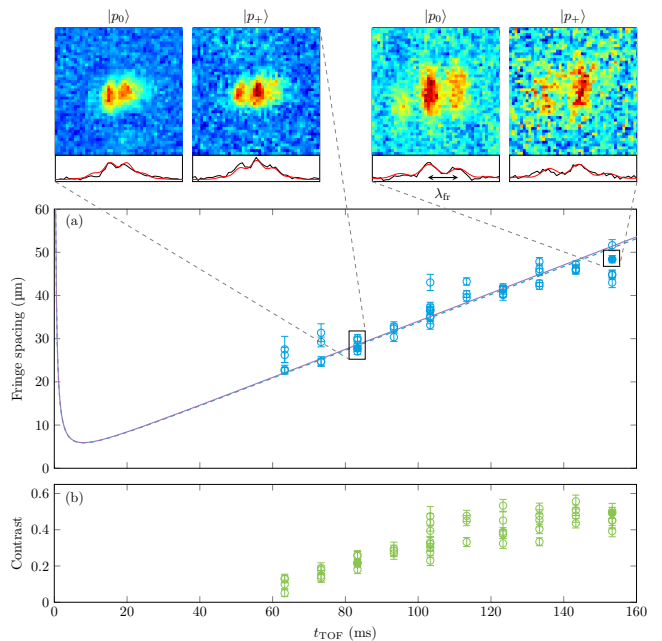 |p₀⟩ |p₊⟩ |p₀⟩ |p₊⟩
λfr
(a)
Fringe spacing (µm)
60
50
40
30
20
10
0
(b)
Contrast
0.6
0.4
0.2
0
0 20 40 60 80 100 120 140 160
tTOF (ms)